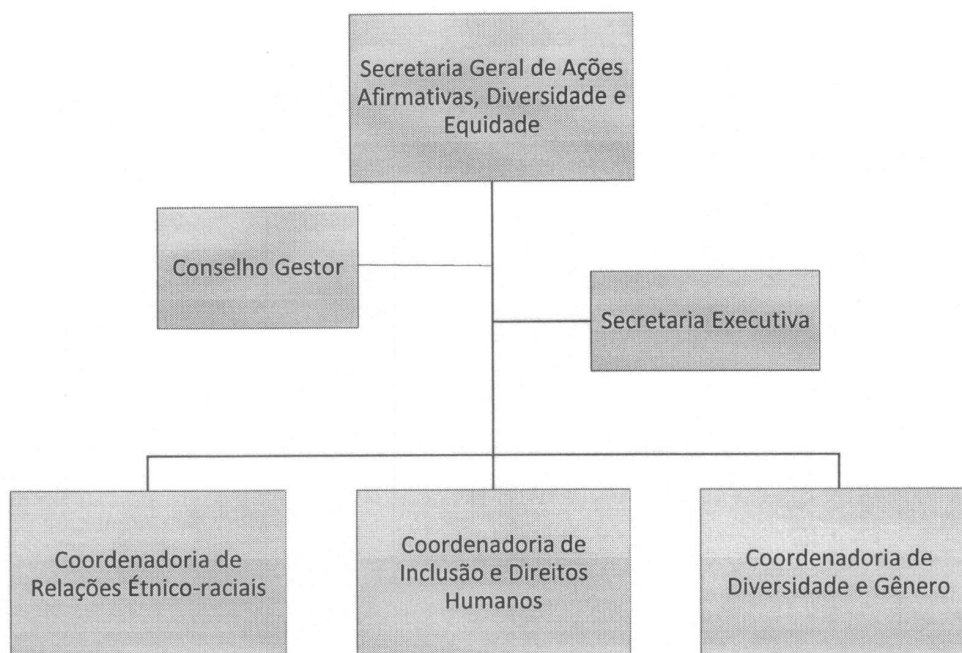 Secretaria Geral de Ações
Afirmativas, Diversidade e
Equidade
Conselho Gestor
Secretaria Executiva
Coordenadoria de
Relações Étnico-raciais
Coordenadoria de
Inclusão e Direitos
Humanos
Coordenadoria de
Diversidade e Gênero